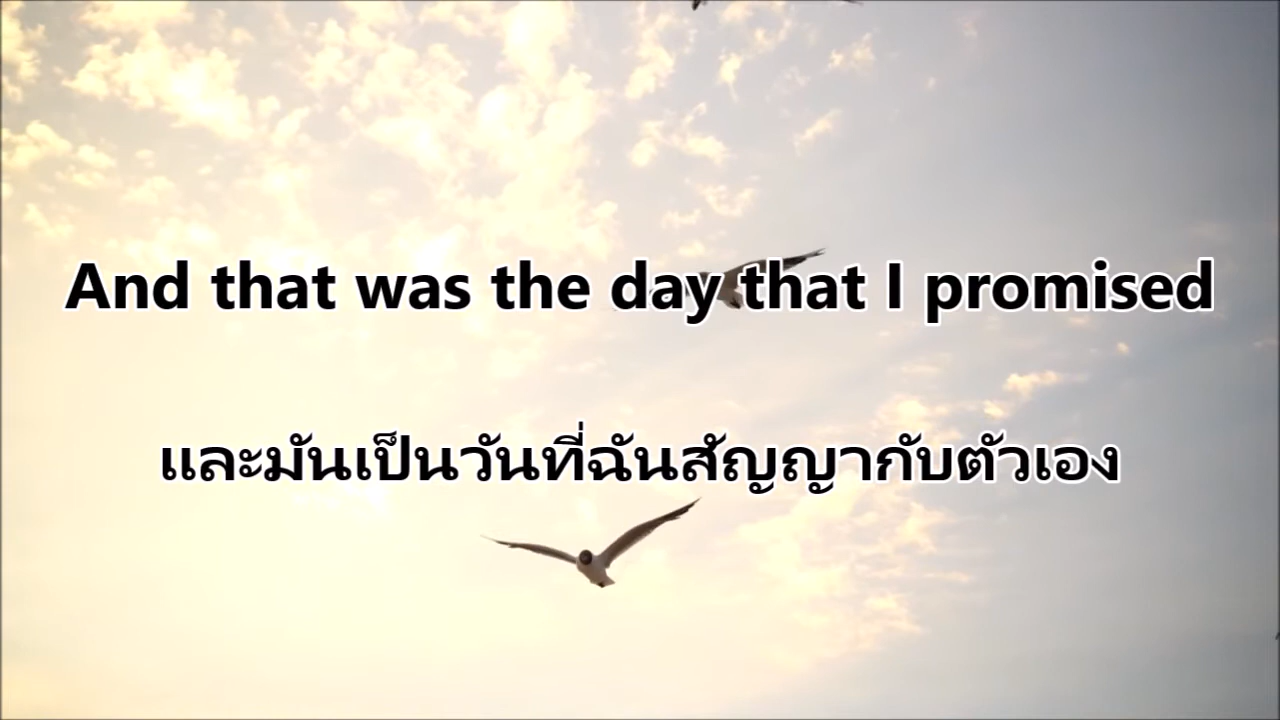 And that was the day that I promised
และมันเป็นวันที่ฉันสัญญากับตัวเอง